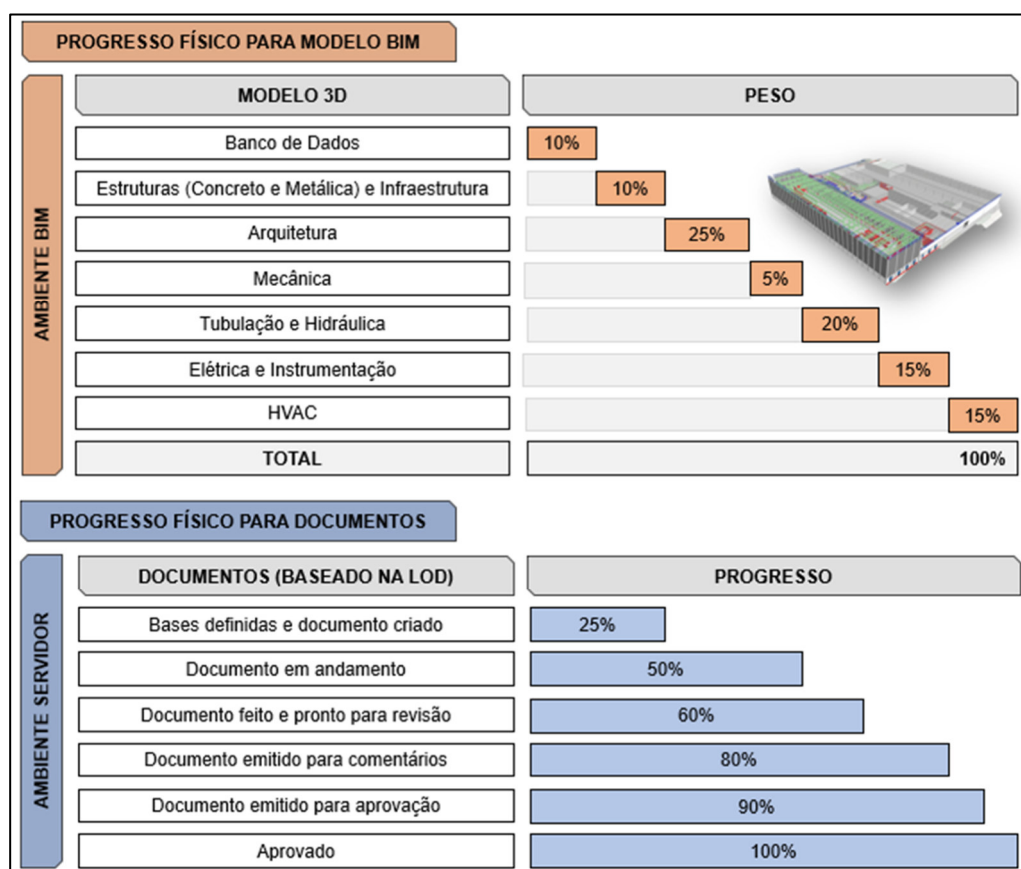 PROGRESSO FÍSICO PARA MODELO BIM
AMBIENTE BIM
MODELO 3D
PESO
Banco de Dados
10%
Estruturas (Concreto e Metálica) e Infraestrutura
10%
Arquitetura
25%
Mecânica
5%
Tubulação e Hidráulica
20%
Elétrica e Instrumentação
15%
HVAC
15%
TOTAL
100%
PROGRESSO FÍSICO PARA DOCUMENTOS
AMBIENTE SERVIDOR
DOCUMENTOS (BASEADO NA LOD)
PROGRESSO
Bases definidas e documento criado
25%
Documento em andamento
50%
Documento feito e pronto para revisão
60%
Documento emitido para comentários
80%
Documento emitido para aprovação
90%
Aprovado
100%